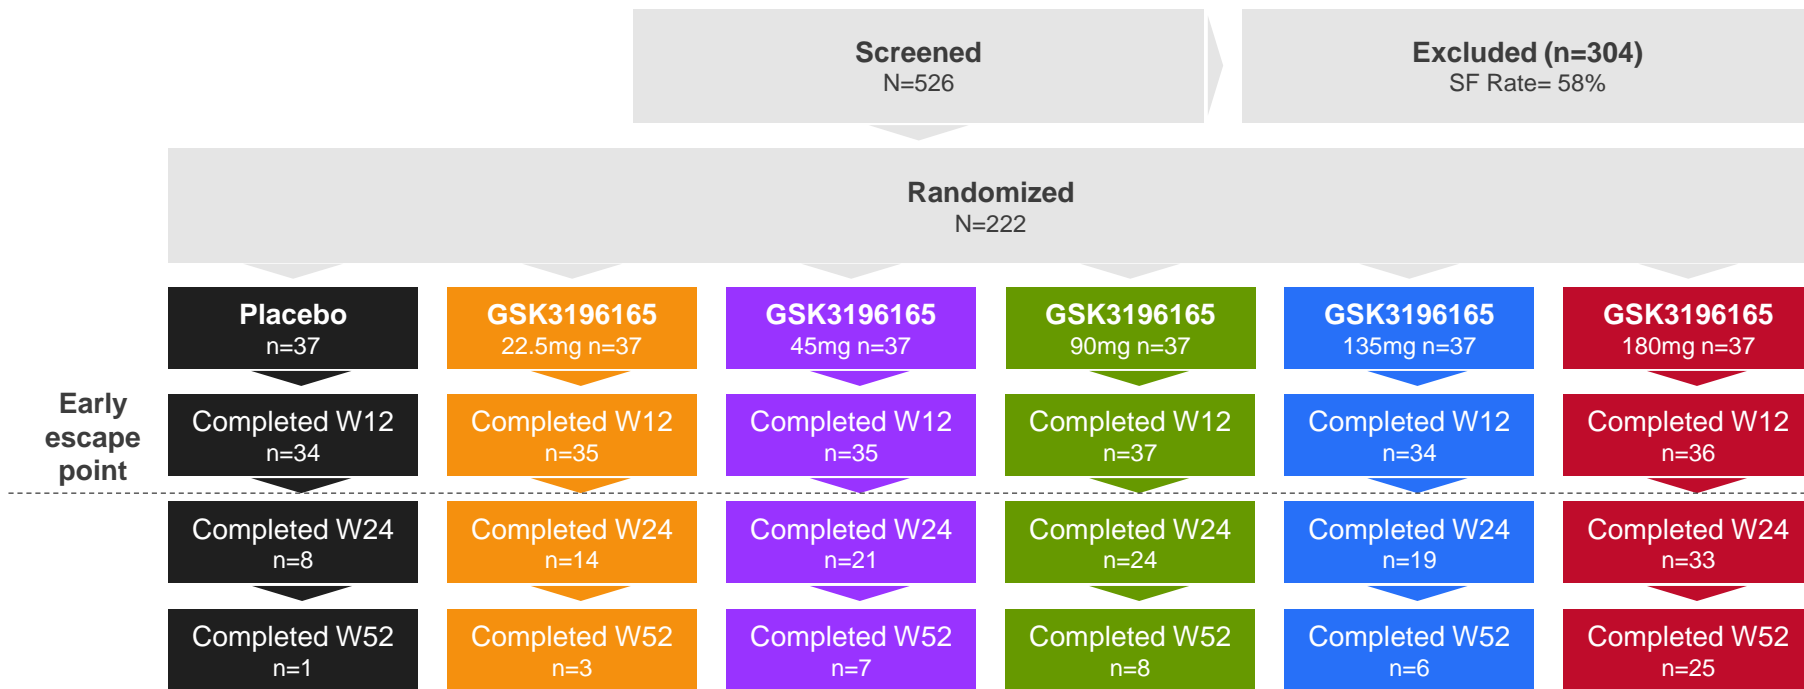 Screened
N=526
Excluded (n=304)
SF Rate= 58%
Randomized
N=222
Placebo
n=37
GSK3196165
22.5mg n=37
GSK3196165
45mg n=37
GSK3196165
90mg n=37
GSK3196165
135mg n=37
GSK3196165
180mg n=37
Early
escape
point
Completed W12
n=34
Completed W12
n=35
Completed W12
n=35
Completed W12
n=37
Completed W12
n=34
Completed W12
n=36
Completed W24
n=8
Completed W24
n=14
Completed W24
n=21
Completed W24
n=24
Completed W24
n=19
Completed W24
n=33
Completed W52
n=1
Completed W52
n=3
Completed W52
n=7
Completed W52
n=8
Completed W52
n=6
Completed W52
n=25